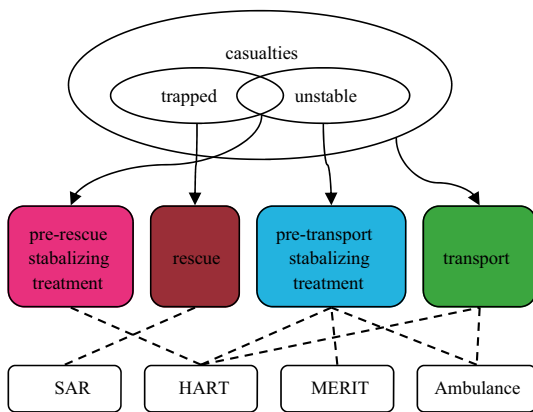 casualties
trapped
unstable
pre-rescue
stabalizing
treatment
rescue
pre-transport
stabalizing
treatment
transport
SAR
HART
MERIT
Ambulance